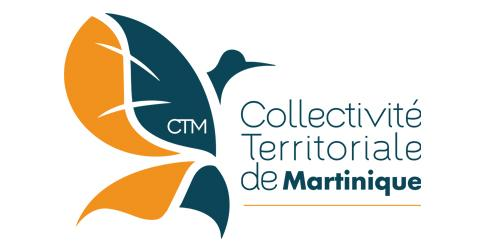 CTM
Collectivité
Territoriale
de Martinique